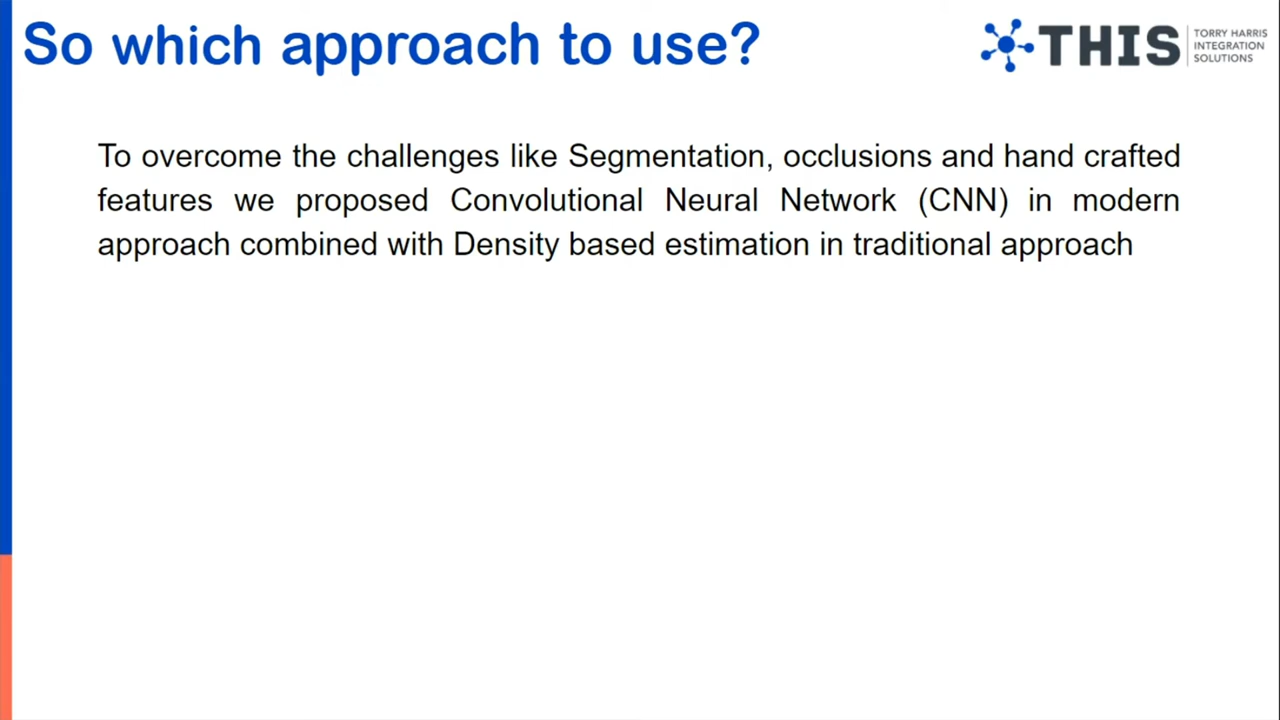 So which approach to use?
THIS
TORRY HARRIS
INTEGRATION
SOLUTIONS
To overcome the challenges like Segmentation, occlusions and hand crafted
features we proposed Convolutional Neural Network (CNN) in modern
approach combined with Density based estimation in traditional approach